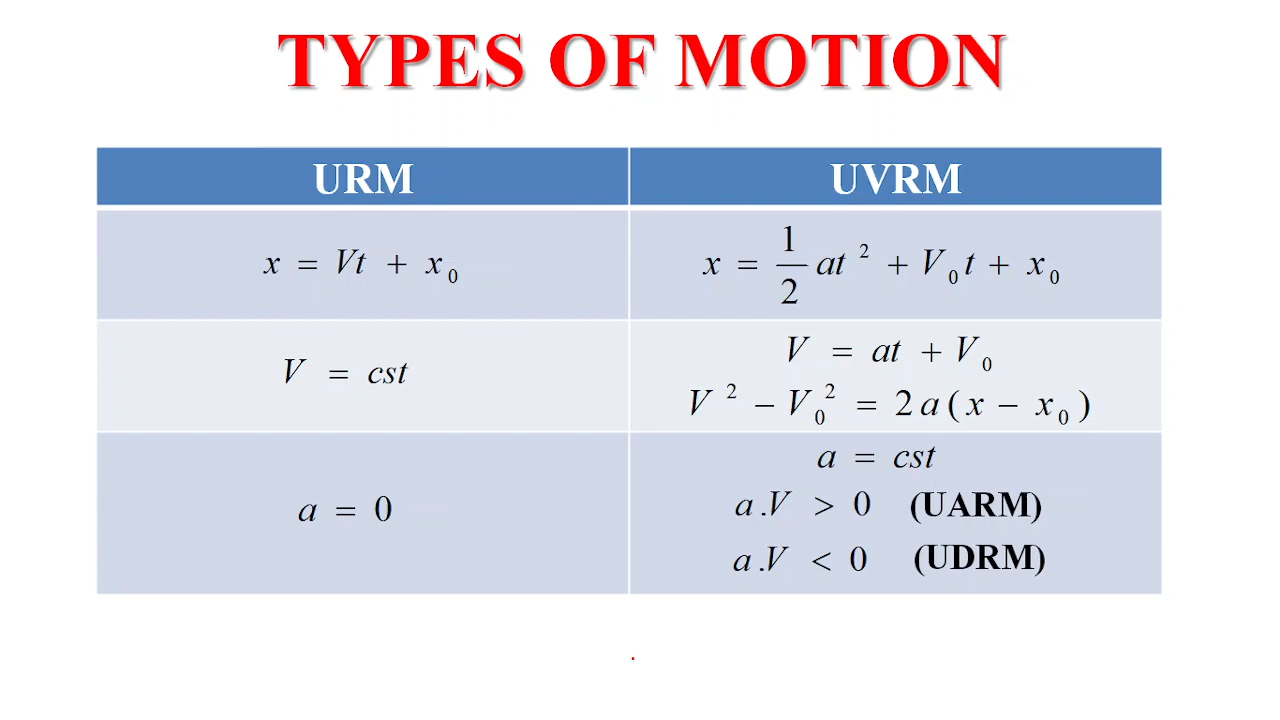 TYPES OF MOTION
URM
UVRM
x = Vt + x₀
x = 1/2 at² + V₀t + x₀
V = cst
V = at + V₀
V² − V₀² = 2a(x − x₀)
a = 0
a = cst
a.V > 0 (UARM)
a.V < 0 (UDRM)